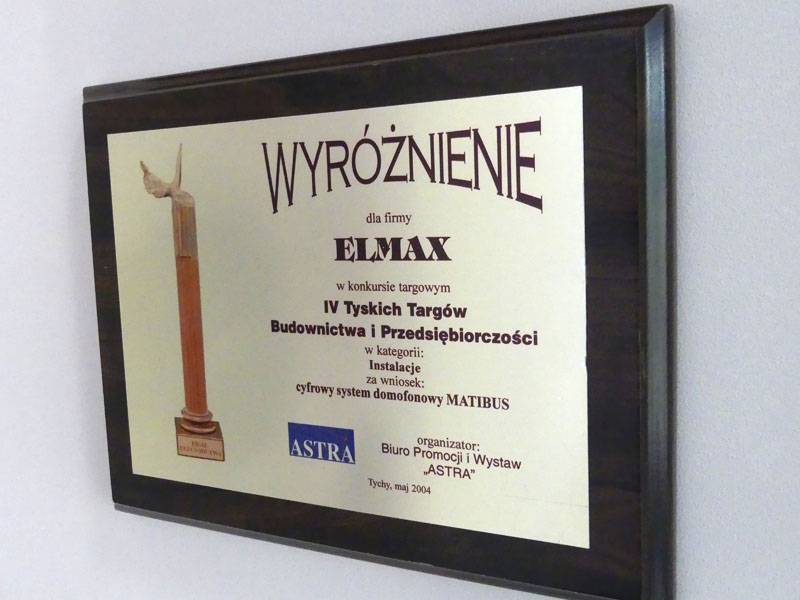 WYRÓŻNIENIE
dla firmy
ELMAX
w konkursie targowym
IV Tyskich Targów
Budownictwa i Przedsiębiorczości
w kategorii:
Instalacje
za wniosek:
cyfrowy system domofonowy MATIBUS
ASTRA
organizator:
Biuro Promocji i Wystaw
„ASTRA”
Tychy, maj 2004